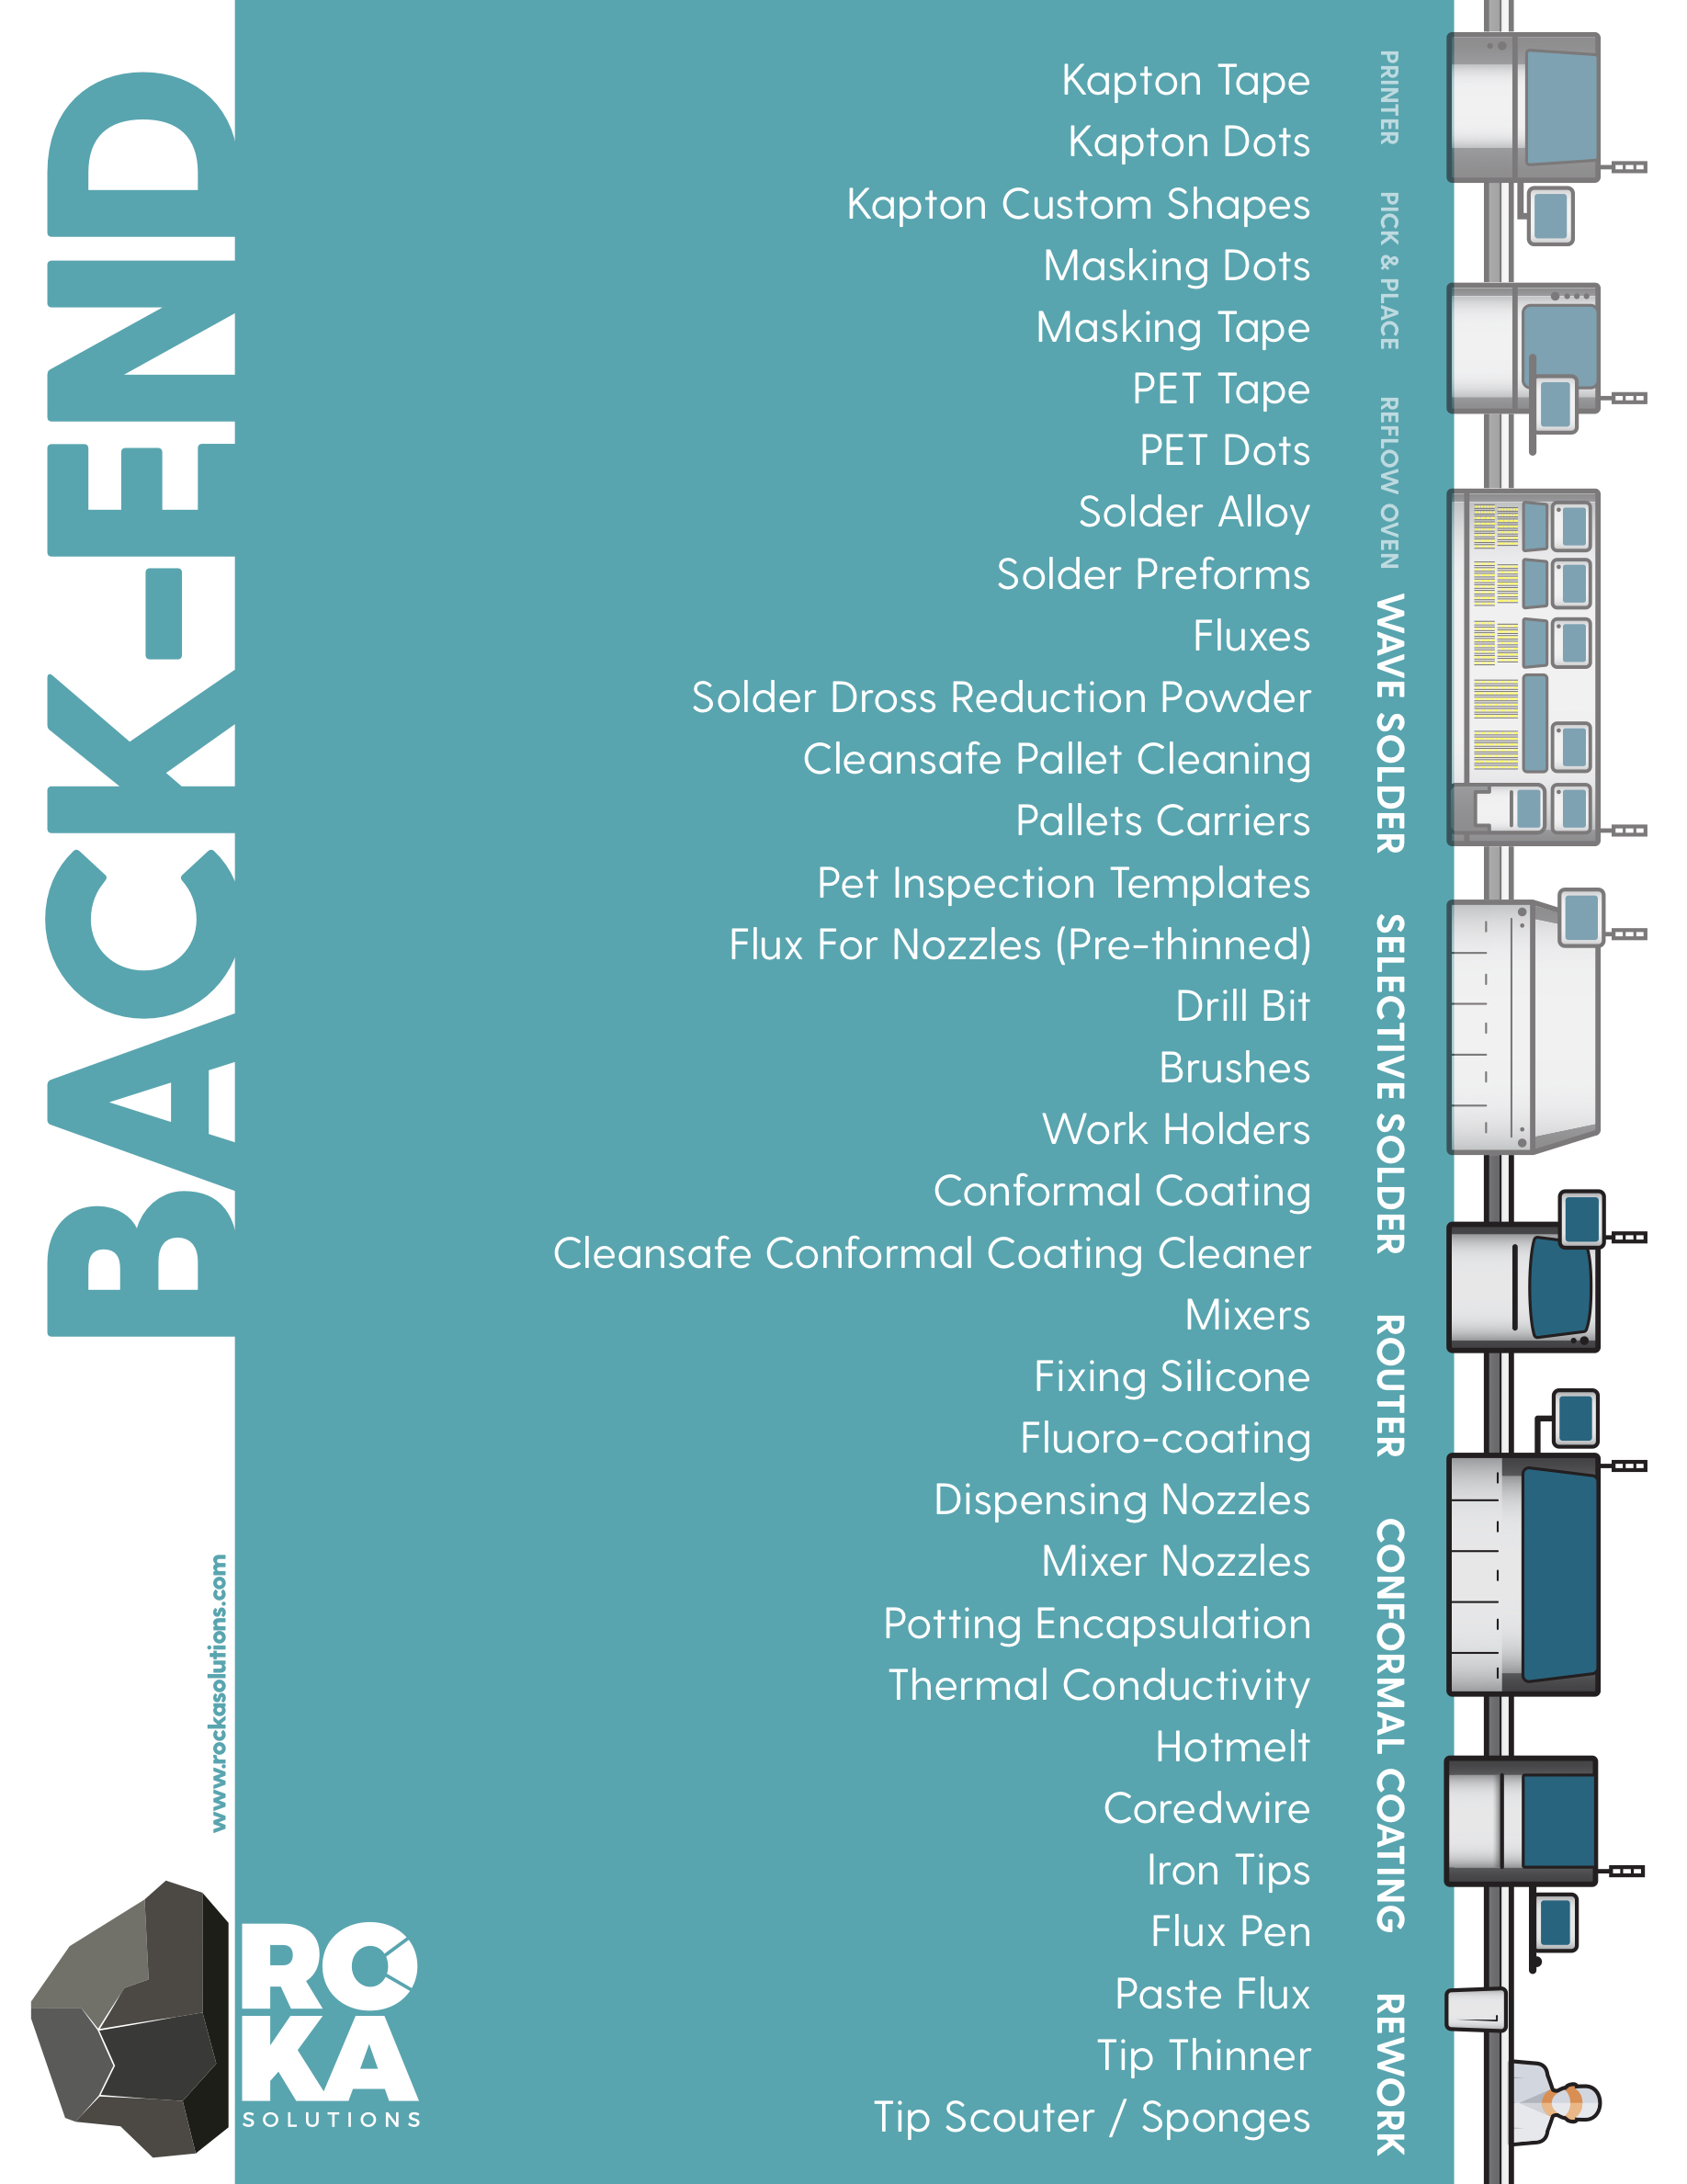 BACK-END
Kapton Tape
Kapton Dots
Kapton Custom Shapes
Masking Dots
Masking Tape
PET Tape
PET Dots
Solder Alloy
Solder Preforms
Fluxes
Solder Dross Reduction Powder
Cleansafe Pallet Cleaning
Pallets Carriers
Pet Inspection Templates
Flux For Nozzles (Pre-thinned)
Drill Bit
Brushes
Work Holders
Conformal Coating
Cleansafe Conformal Coating Cleaner
Mixers
Fixing Silicone
Fluoro-coating
Dispensing Nozzles
Mixer Nozzles
Potting Encapsulation
Thermal Conductivity
Hotmelt
Coredwire
Iron Tips
Flux Pen
Paste Flux
Tip Thinner
Tip Scouter / Sponges
PRINTER
PICK & PLACE
REFLOW OVEN
WAVE SOLDER
SELECTIVE SOLDER
ROUTER
CONFORMAL COATING
REWORK
www.rockasolutions.com
ROCKA
SOLUTIONS